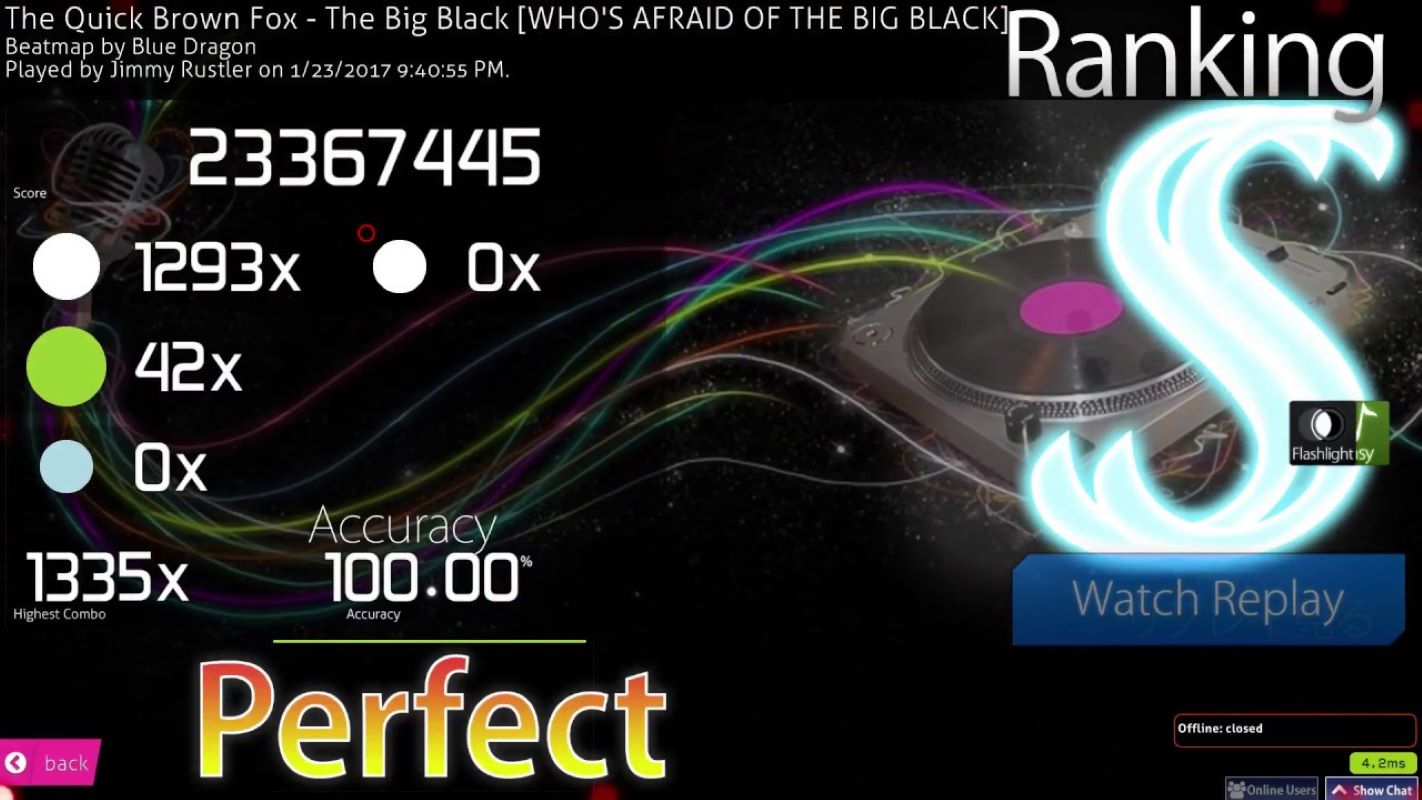 The Quick Brown Fox - The Big Black [WHO'S AFRAID OF THE BIG BLACK]
Beatmap by Blue Dragon
Played by Jimmy Rustler on 1/23/2017 9:40:55 PM.
Ranking
Score
23367445
1293x
0x
42x
0x
S
Flashlight
sy
Accuracy
1335x
100.00%
Highest Combo
Accuracy
Watch Replay
Perfect
Offline: closed
back
4.2ms
Online Users
Show Chat